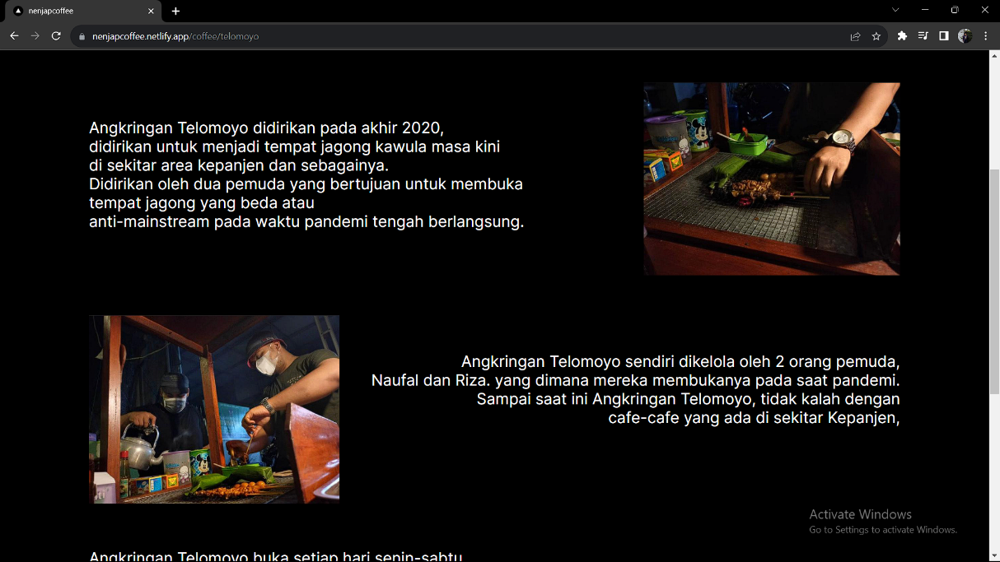 nenjapcoffee
nenjapcoffee.netlify.app/coffee/telomoyo
Angkringan Telomoyo didirikan pada akhir 2020,
didirikan untuk menjadi tempat jagong kawula masa kini
di sekitar area kepanjen dan sebagainya.
Didirikan oleh dua pemuda yang bertujuan untuk membuka
tempat jagong yang beda atau
anti-mainstream pada waktu pandemi tengah berlangsung.
Angkringan Telomoyo sendiri dikelola oleh 2 orang pemuda,
Naufal dan Riza. yang dimana mereka membukanya pada saat pandemi.
Sampai saat ini Angkringan Telomoyo, tidak kalah dengan
cafe-cafe yang ada di sekitar Kepanjen,
Activate Windows
Go to Settings to activate Windows.
Angkringan Telomoyo buka setiap hari senin-sabtu